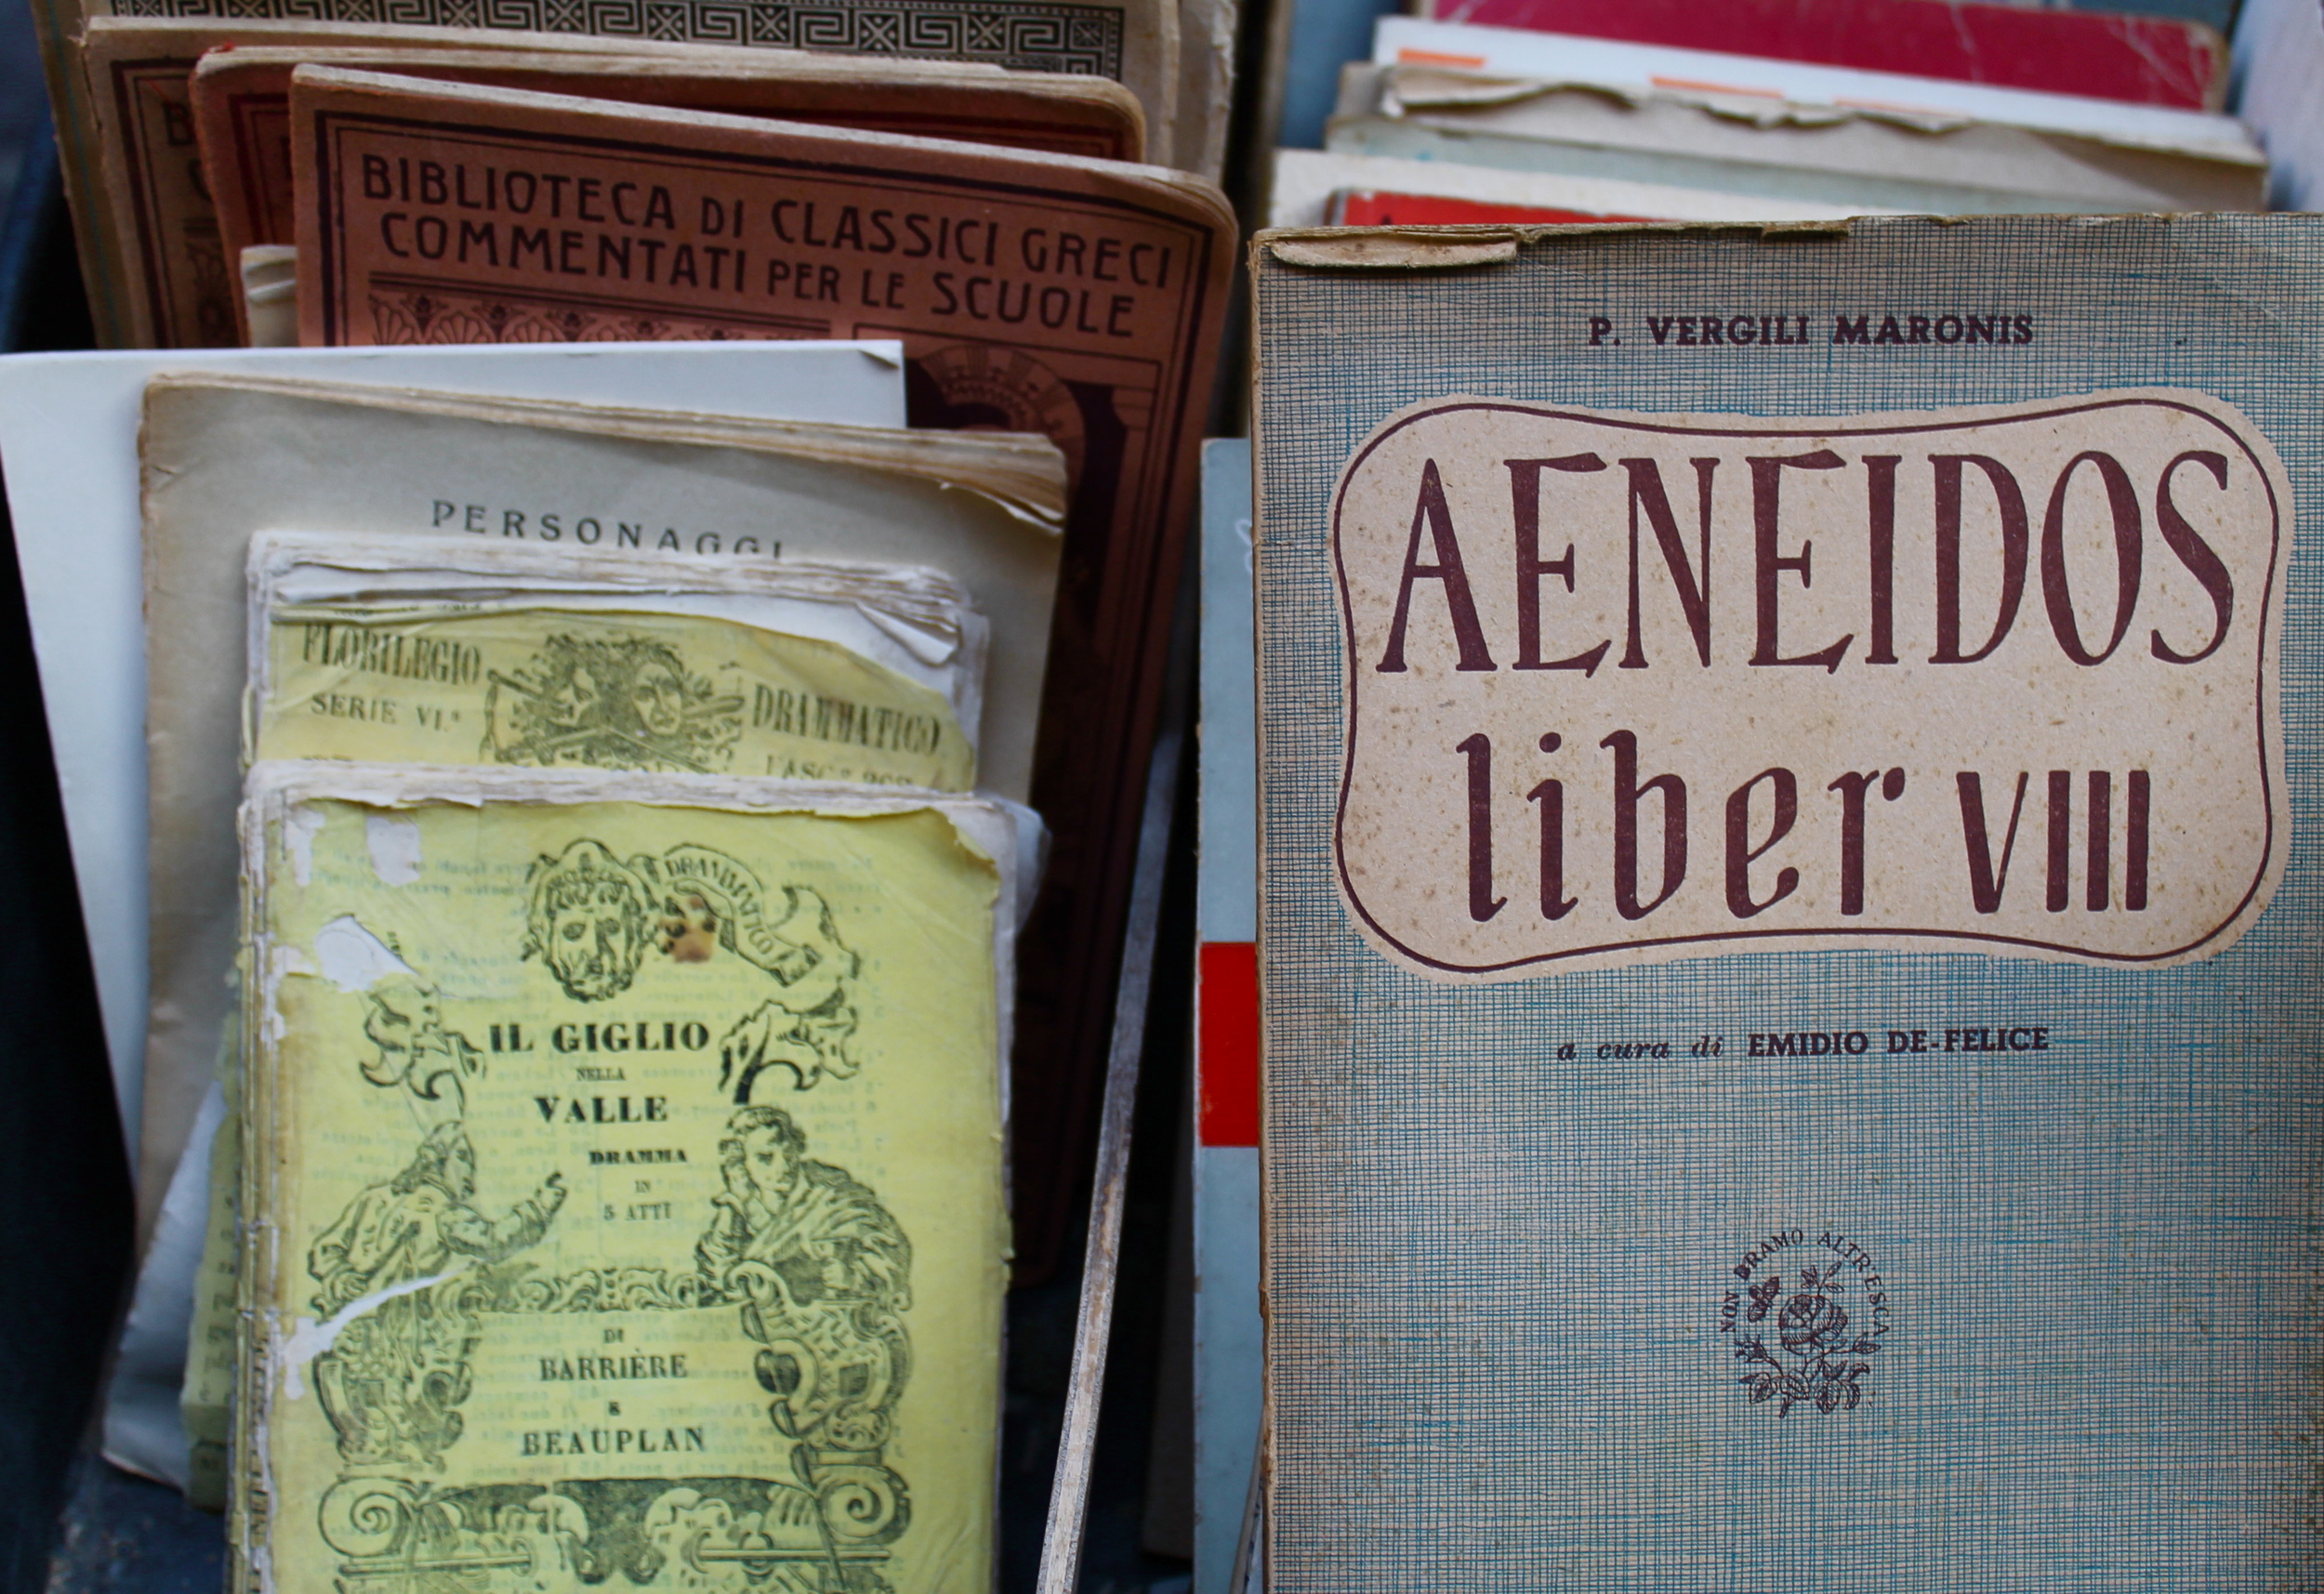 BIBLIOTECA DI CLASSICI GRECI
COMMENTATI PER LE SCUOLE
PERSONAGGI
FLORILEGIO
DRAMMATICO
SERIE VI.ª
DRAMMATICO
IL GIGLIO
NELLA
VALLE
DRAMMA
IN
5 ATTI
DI
BARRIÈRE
E
BEAUPLAN
P. VERGILI MARONIS
AENEIDOS
liber VIII
a cura di EMIDIO DE-FELICE
NON BRAMO ALTR'ESCA